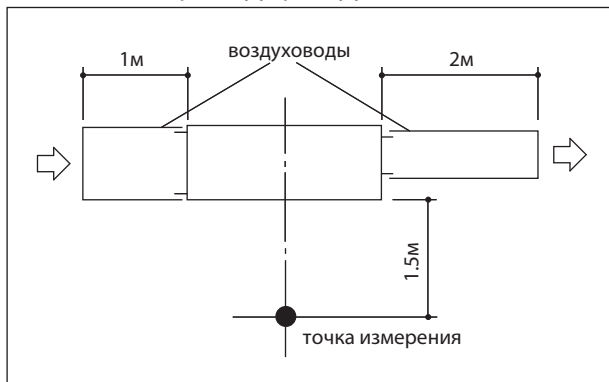 воздуховоды
1м
2м
1.5м
точка измерения